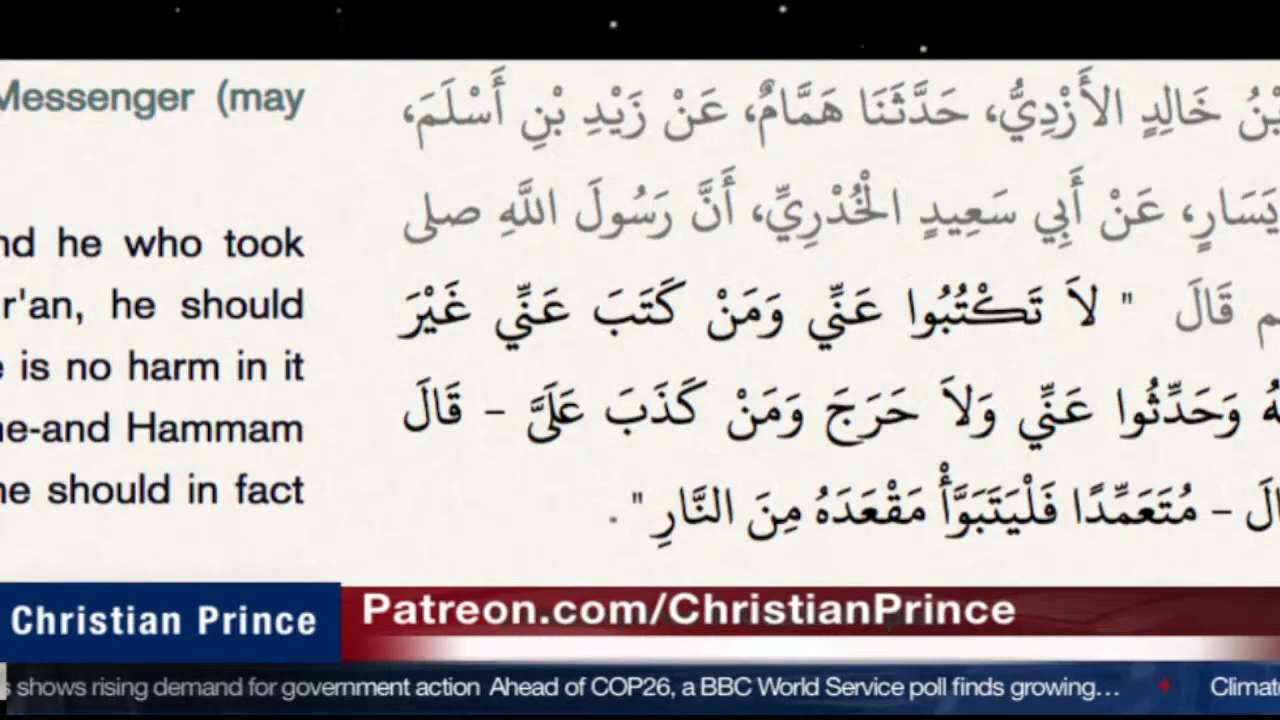 Messenger (may
nd he who took
r'an, he should
e is no harm in it
ne-and Hammam
he should in fact
بْنُ خَالِدٍ الأَزْدِيُّ، حَدَّثَنَا هَمَّامٌ، عَنْ زَيْدِ بْنِ أَسْلَمَ،
يَسَارٍ، عَنْ أَبِي سَعِيدٍ الْخُدْرِيِّ، أَنَّ رَسُولَ اللَّهِ صلى
م قَالَ " لاَ تَكْتُبُوا عَنِّي وَمَنْ كَتَبَ عَنِّي غَيْرَ
هُ وَحَدِّثُوا عَنِّي وَلاَ حَرَجَ وَمَنْ كَذَبَ عَلَىَّ – قَالَ
الَ – مُتَعَمِّدًا فَلْيَتَبَوَّأْ مَقْعَدَهُ مِنَ النَّارِ " .
Christian Prince
Patreon.com/ChristianPrince
s shows rising demand for government action Ahead of COP26, a BBC World Service poll finds growing... Climat